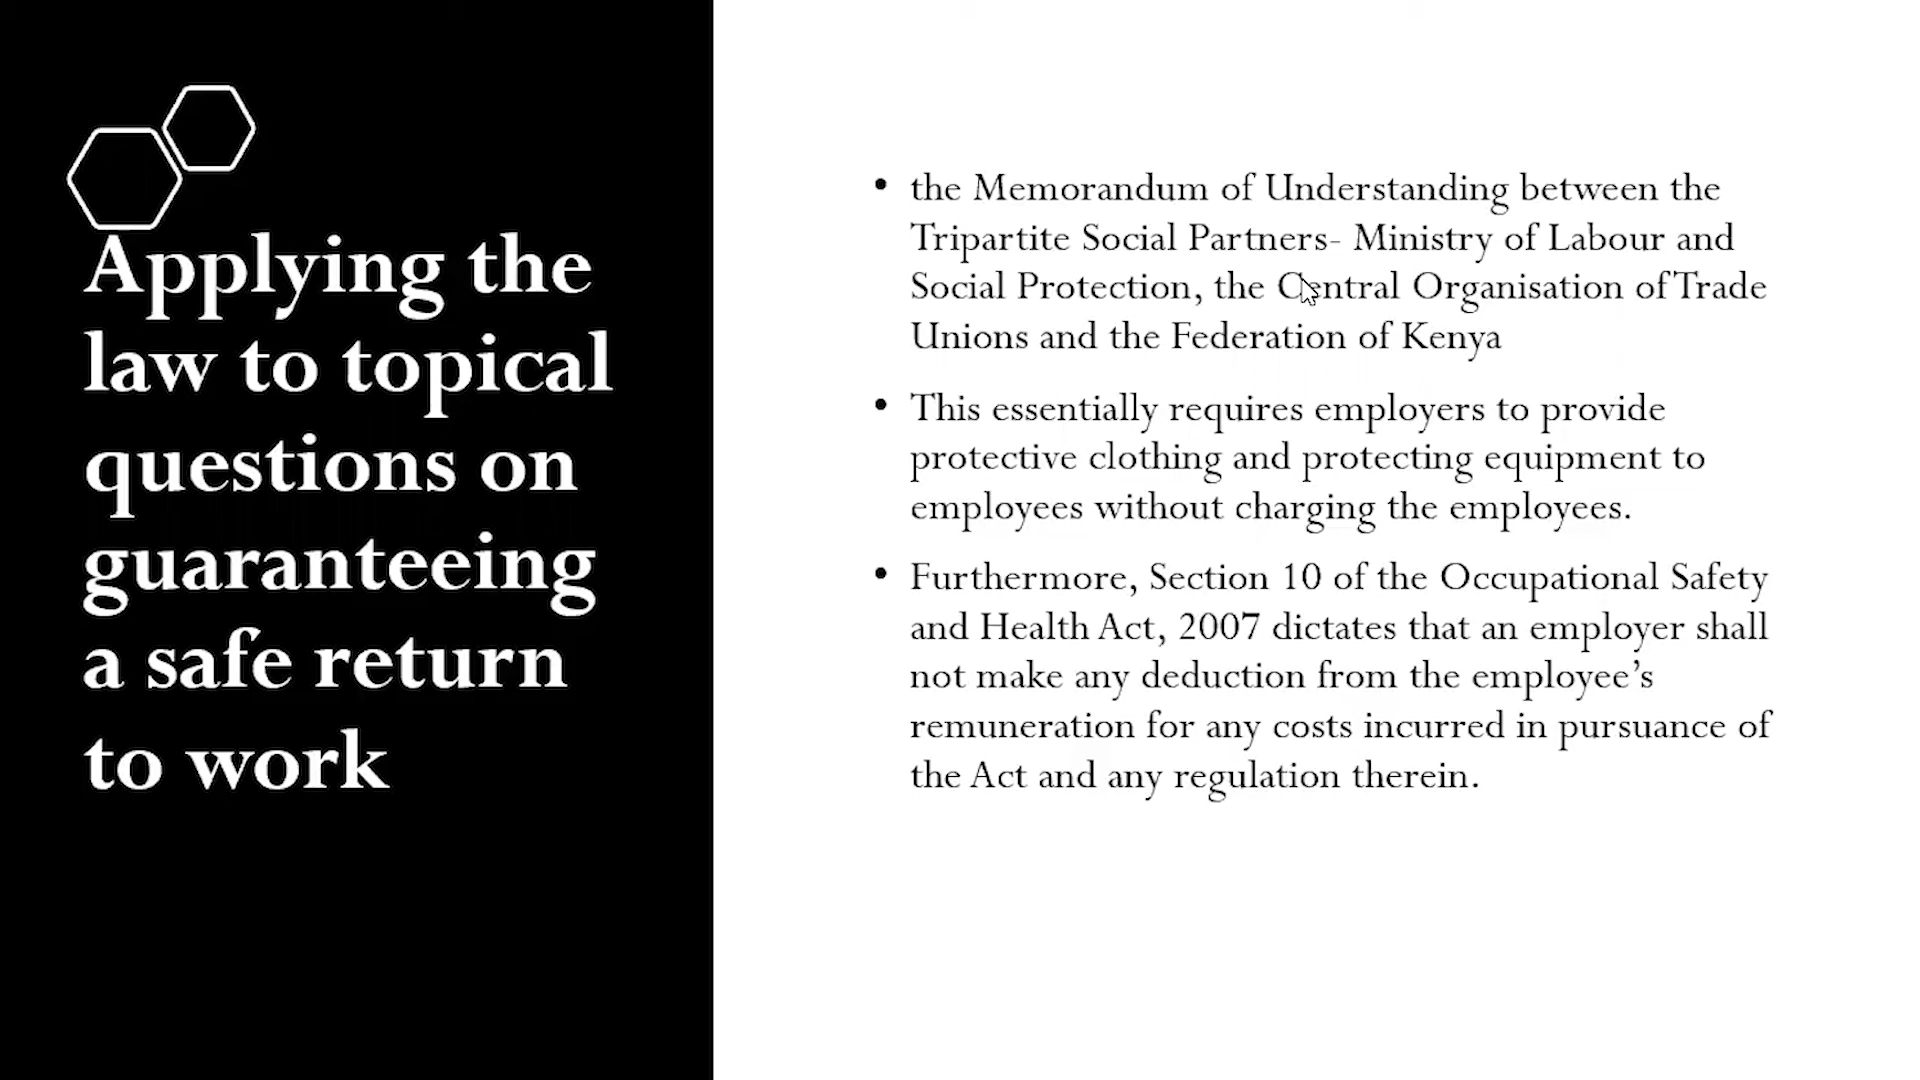 Applying the
law to topical
questions on
guaranteeing
a safe return
to work
• the Memorandum of Understanding between the
Tripartite Social Partners- Ministry of Labour and
Social Protection, the Central Organisation of Trade
Unions and the Federation of Kenya
• This essentially requires employers to provide
protective clothing and protecting equipment to
employees without charging the employees.
• Furthermore, Section 10 of the Occupational Safety
and Health Act, 2007 dictates that an employer shall
not make any deduction from the employee’s
remuneration for any costs incurred in pursuance of
the Act and any regulation therein.